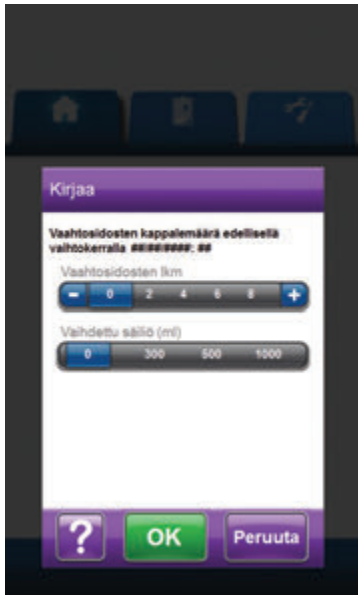 Kirjaa
Vaahtosidosten kappalemäärä edellisellä
vaihtokerralla ##/##/####: ##
Vaahtosidosten lkm
- 0 2 4 6 8 +
Vaihdettu säiliö (ml)
0 300 500 1000
? OK Peruuta